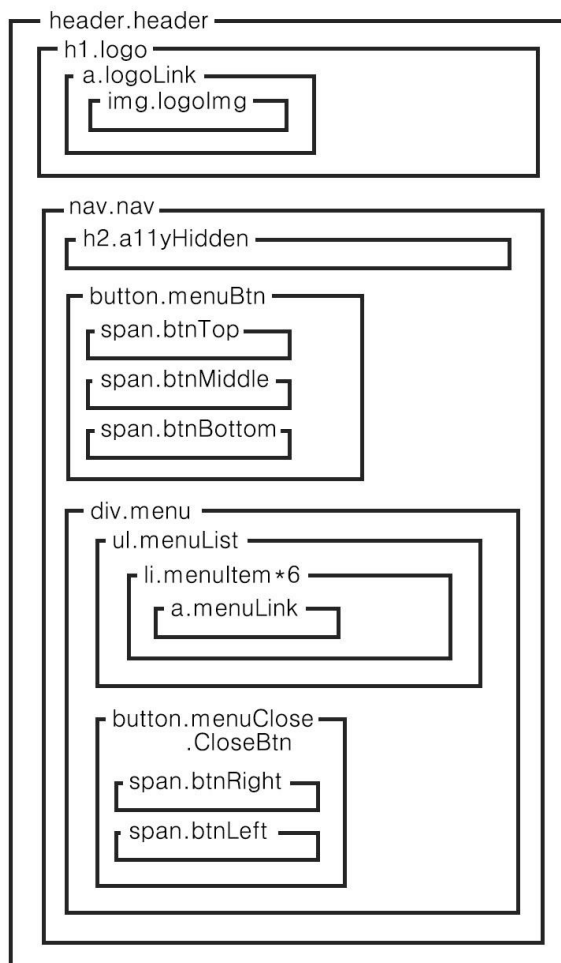 header.header
h1.logo
a.logoLink
img.logoImg
nav.nav
h2.a11yHidden
button.menuBtn
span.btnTop
span.btnMiddle
span.btnBottom
div.menu
ul.menuList
li.menuItem*6
a.menuLink
button.menuClose
.CloseBtn
span.btnRight
span.btnLeft